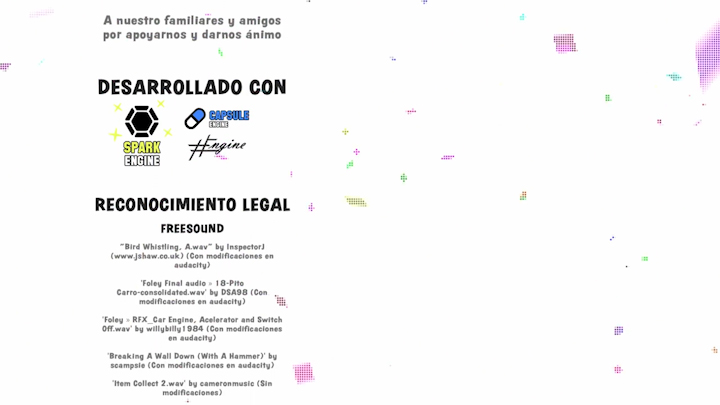 A nuestro familiares y amigos
por apoyarnos y darnos ánimo
DESARROLLADO CON
SPARK
ENGINE
CAPSULE
ENGINE
#Engine
RECONOCIMIENTO LEGAL
FREESOUND
"Bird Whistling, A.wav" by InspectorJ
(www.jshaw.co.uk) (Con modificaciones en
audacity)
'Foley Final audio » 18-Pito
Carro-consolidated.wav' by DSA98 (Con
modificaciones en audacity)
'Foley » RFX_Car Engine, Acelerator and Switch
Off.wav' by willybilly1984 (Con modificaciones
en audacity)
'Breaking A Wall Down (With A Hammer)' by
scampsie (Con modificaciones en audacity)
'Item Collect 2.wav' by cameronmusic (Sin
modificaciones)